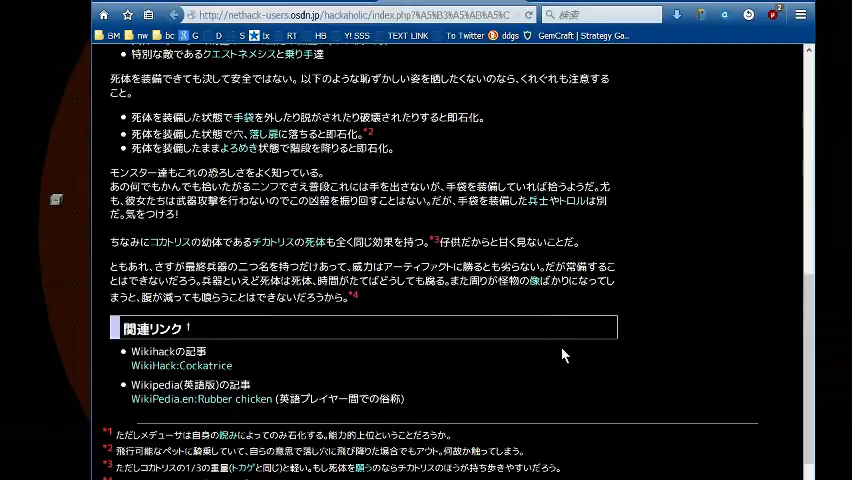 http://nethack-users.osdn.jp/hackaholic/index.php?%A5%B3%A5%AB%A5%C
検索
2
BM
nw
bc
G
D
S
Ix
RT
HB
Y! SSS
TEXT LINK
To Twitter
ddgs
GemCraft | Strategy Ga...
特別な敵であるクエストネメシスと乗り手達
死体を装備できても決して安全ではない。以下のような恥ずかしい姿を晒したくないのなら、くれぐれも注意する
こと。
死体を装備した状態で手袋を外したり脱がされたり破壊されたりすると即石化。
死体を装備した状態で穴、落し扉に落ちると即石化。*2
死体を装備したままよろめき状態で階段を降りると即石化。
モンスター達もこれの恐ろしさをよく知っている。
あの何でもかんでも拾いたがるニンフでさえ普段これには手を出さないが、手袋を装備していれば拾うようだ。尤
も、彼女たちは武器攻撃を行わないのでこの凶器を振り回すことはない。だが、手袋を装備した兵士やトロルは別
だ。気をつけろ!
ちなみにコカトリスの幼体であるチカトリスの死体も全く同じ効果を持つ。*3仔供だからと甘く見ないことだ。
ともあれ、さすが最終兵器の二つ名を持つだけあって、威力はアーティファクトに勝るとも劣らない。だが常備するこ
とはできないだろう。兵器といえど死体は死体、時間がたてばどうしても腐る。また周りが怪物の像ばかりになってし
まうと、腹が減っても喰らうことはできないだろうから。*4
関連リンク †
Wikihackの記事
WikiHack:Cockatrice
Wikipedia(英語版)の記事
WikiPedia.en:Rubber chicken (英語プレイヤー間での俗称)
*1 ただしメデューサは自身の睨みによってのみ石化する。能力的上位ということだろうか。
*2 飛行可能なペットに騎乗していて、自らの意思で落し穴に飛び降りた場合でもアウト。何故か触ってしまう。
*3 ただしコカトリスの1/3の重量(トカゲと同じ)と軽い。もし死体を願うのならチカトリスのほうが持ち歩きやすいだろう。